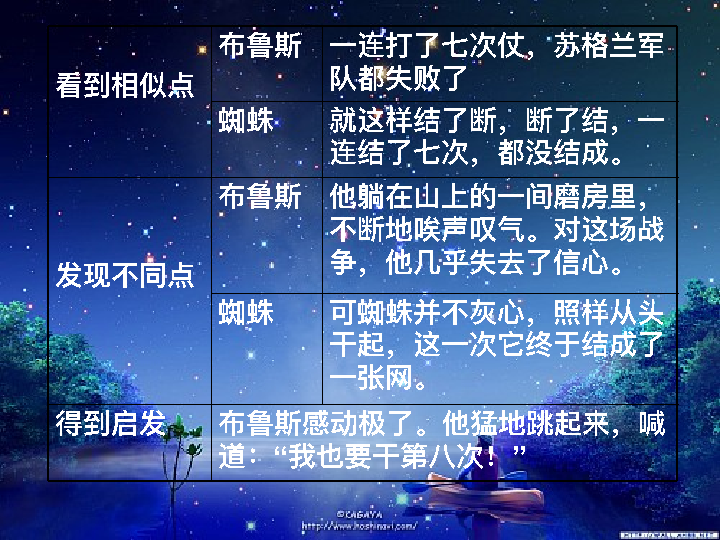 看到相似点
布鲁斯
一连打了七次仗，苏格兰军
队都失败了
蜘蛛
就这样结了断，断了结，一
连结了七次，都没结成。
发现不同点
布鲁斯
他躺在山上的一间磨房里，
不断地唉声叹气。对这场战
争，他几乎失去了信心。
蜘蛛
可蜘蛛并不灰心，照样从头
干起，这一次它终于结成了
一张网。
得到启发
布鲁斯感动极了。他猛地跳起来，喊
道：“我也要干第八次！”
©KAGAYA
http://www.hoshinavi.com/